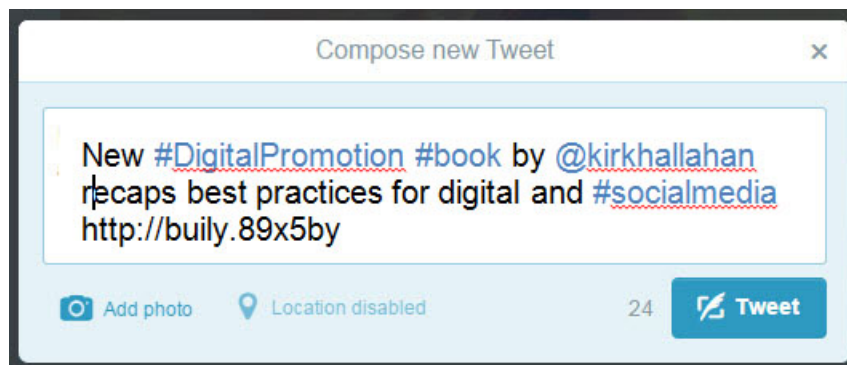 Compose new Tweet ×
New #DigitalPromotion #book by @kirkhallahan
recaps best practices for digital and #socialmedia
http://buily.89x5by
Add photo Location disabled 24 Tweet